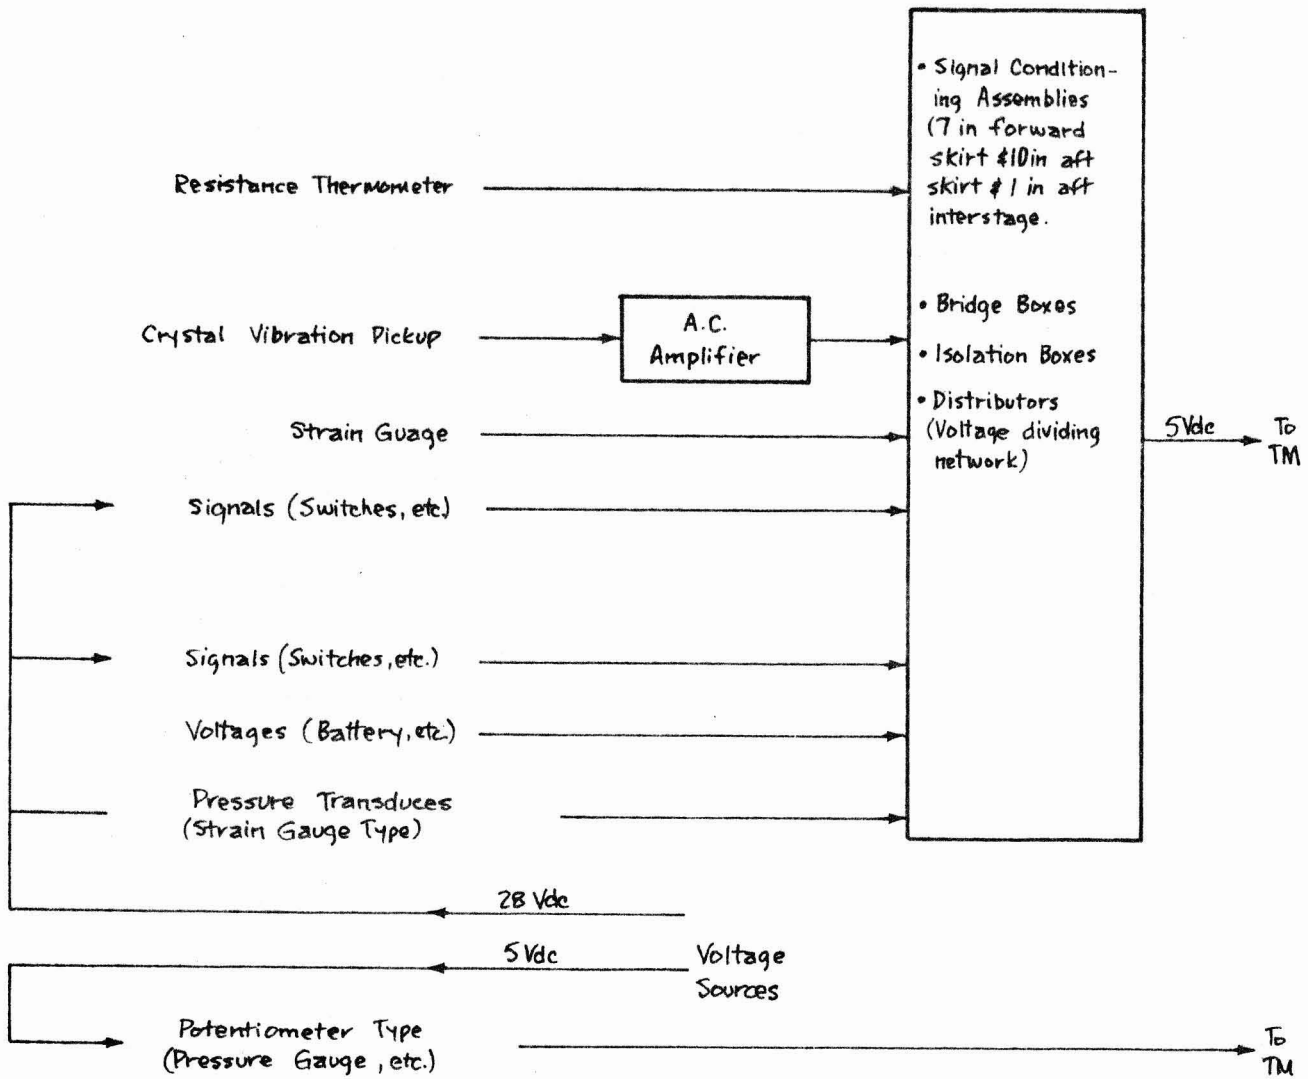 • Signal Condition-
ing Assemblies
(7 in forward
skirt & 10 in aft
skirt & 1 in aft
interstage.
• Bridge Boxes
• Isolation Boxes
• Distributors
(Voltage dividing
network)
Resistance Thermometer
Crystal Vibration Pickup
A.C.
Amplifier
Strain Guage
Signals (Switches, etc.)
Signals (Switches, etc.)
Voltages (Battery, etc.)
Pressure Transduces
(Strain Gauge Type)
5 Vdc
To
TM
28 Vdc
5 Vdc
Voltage
Sources
Potentiometer Type
(Pressure Gauge, etc.)
To
TM